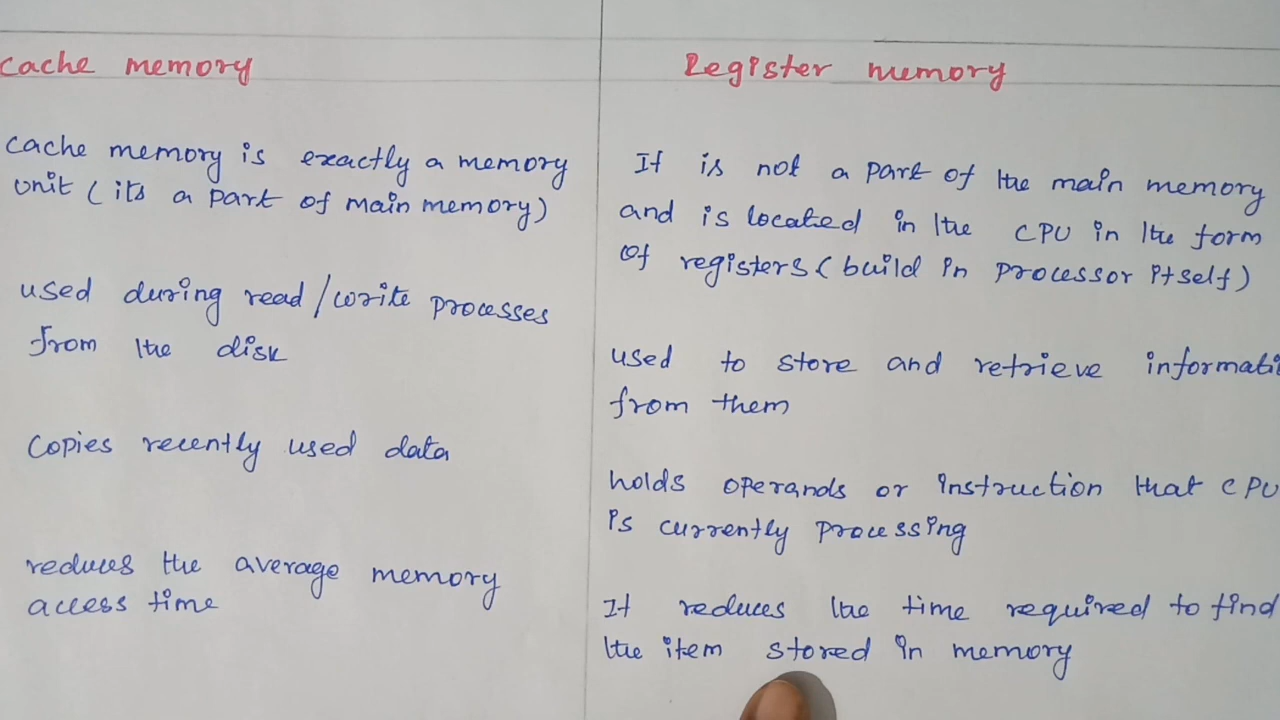 cache memory
cache memory is exactly a memory
unit (its a part of main memory)
used during read/write processes
from the disk
copies recently used data
reduces the average memory
access time
Register memory
It is not a part of the main memory
and is located in the CPU in the form
of registers (build in processor itself)
used to store and retrieve informati
from them
holds operands or instruction that CPU
is currently processing
It reduces the time required to find
the item stored in memory